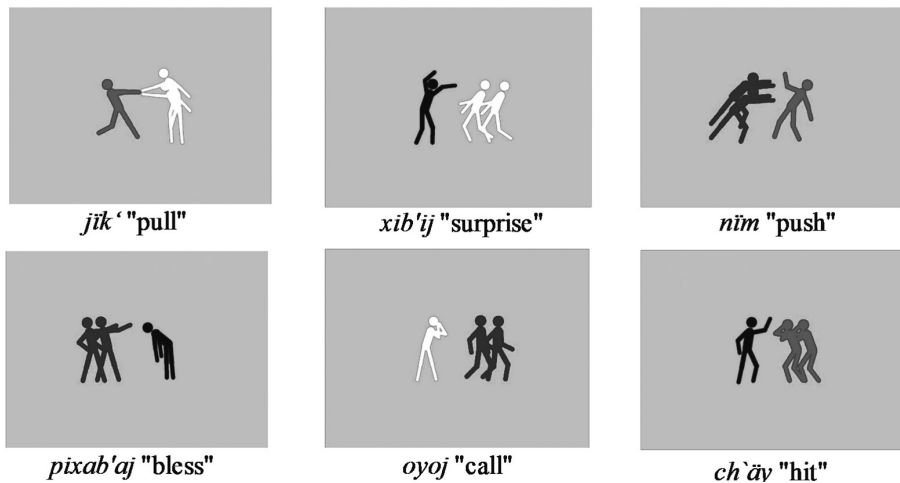 jïk‘ "pull"
xib'ij "surprise"
nïm "push"
pixab'aj "bless"
oyoj "call"
ch`äy "hit"